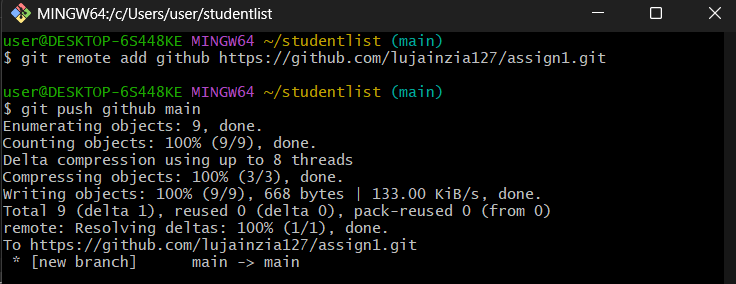 MINGW64:/c/Users/user/studentlist
user@DESKTOP-6S448KE MINGW64 ~/studentlist (main)
$ git remote add github https://github.com/lujainzia127/assign1.git
user@DESKTOP-6S448KE MINGW64 ~/studentlist (main)
$ git push github main
Enumerating objects: 9, done.
Counting objects: 100% (9/9), done.
Delta compression using up to 8 threads
Compressing objects: 100% (3/3), done.
Writing objects: 100% (9/9), 668 bytes | 133.00 KiB/s, done.
Total 9 (delta 1), reused 0 (delta 0), pack-reused 0 (from 0)
remote: Resolving deltas: 100% (1/1), done.
To https://github.com/lujainzia127/assign1.git
 * [new branch]      main -> main